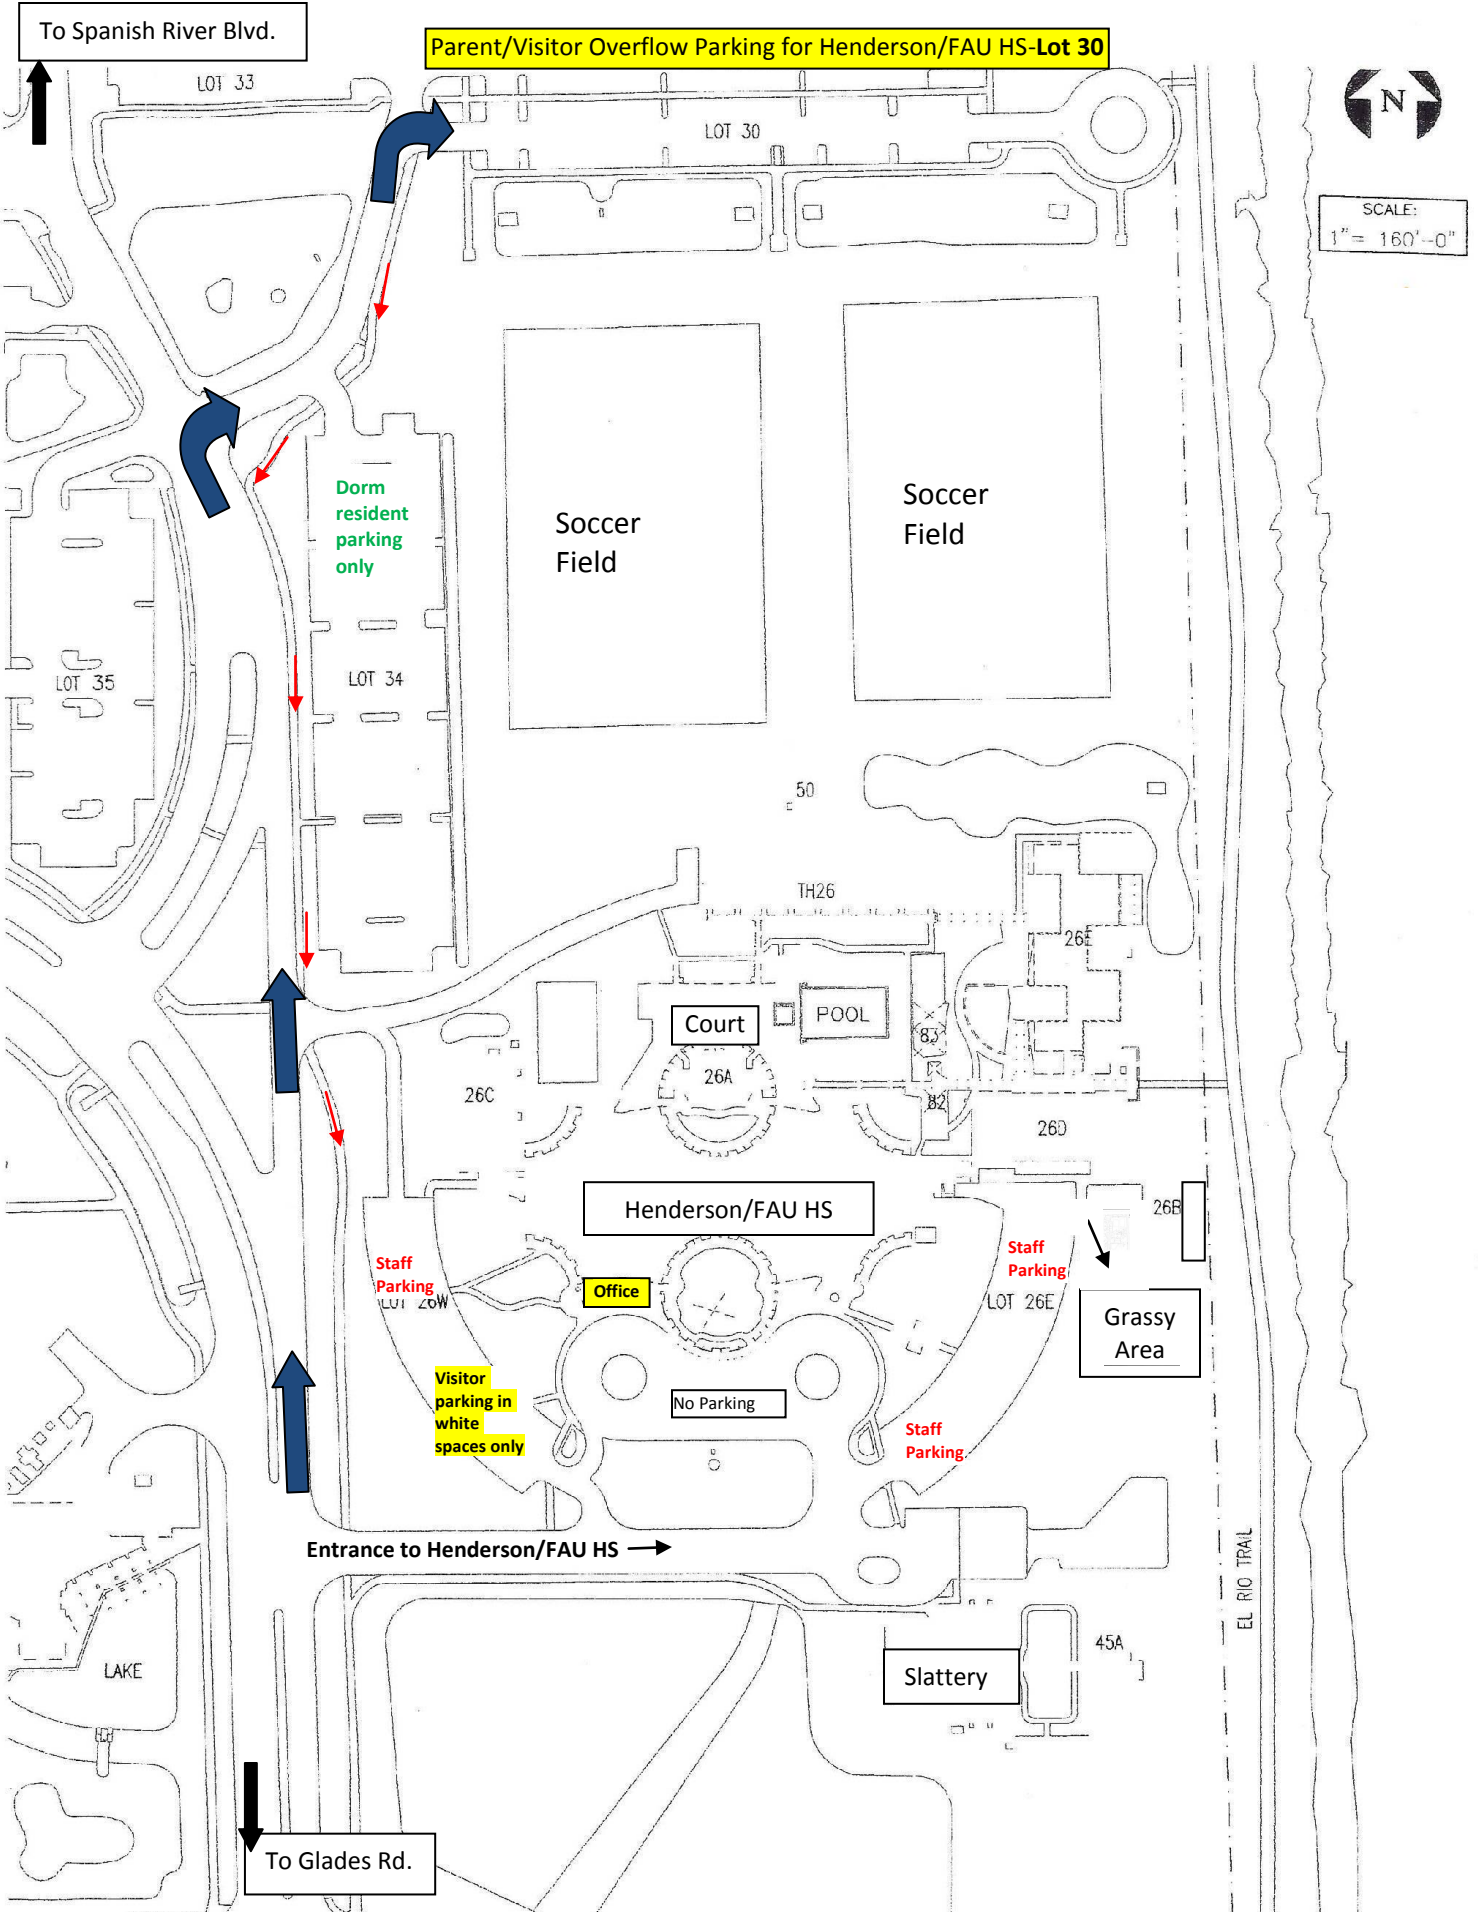 To Spanish River Blvd.
Parent/Visitor Overflow Parking for Henderson/FAU HS-Lot 30
LOT 33
N
LOT 30
SCALE:
1"= 160'-0"
Dorm
resident
parking
only
Soccer
Field
Soccer
Field
LOT 35
LOT 34
50
TH26
26E
Court
POOL
83
26A
26C
82
26D
Henderson/FAU HS
26B
Staff
Parking
LOT 26W
Office
Staff
Parking
LOT 26E
Grassy
Area
Visitor
parking in
white
spaces only
No Parking
Staff
Parking
Entrance to Henderson/FAU HS
EL RIO TRAIL
LAKE
Slattery
45A
To Glades Rd.